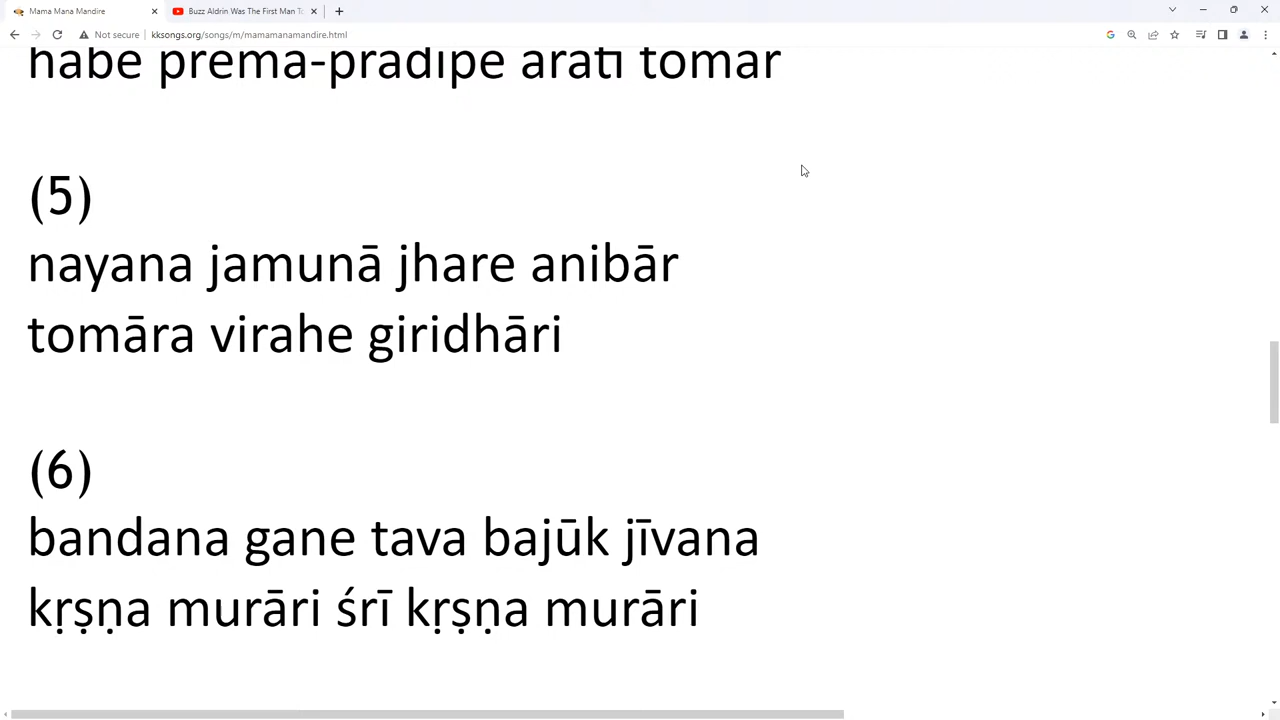 Mama Mana Mandire
Buzz Aldrin Was The First Man To
Not secure
kksongs.org/songs/m/mamamanamandire.html
habe prema-pradīpe ārati tomār
(5)
nayana jamunā jhare anibār
tomāra virahe giridhāri
(6)
bandana gane tava bajūk jīvana
kṛṣṇa murāri śrī kṛṣṇa murāri